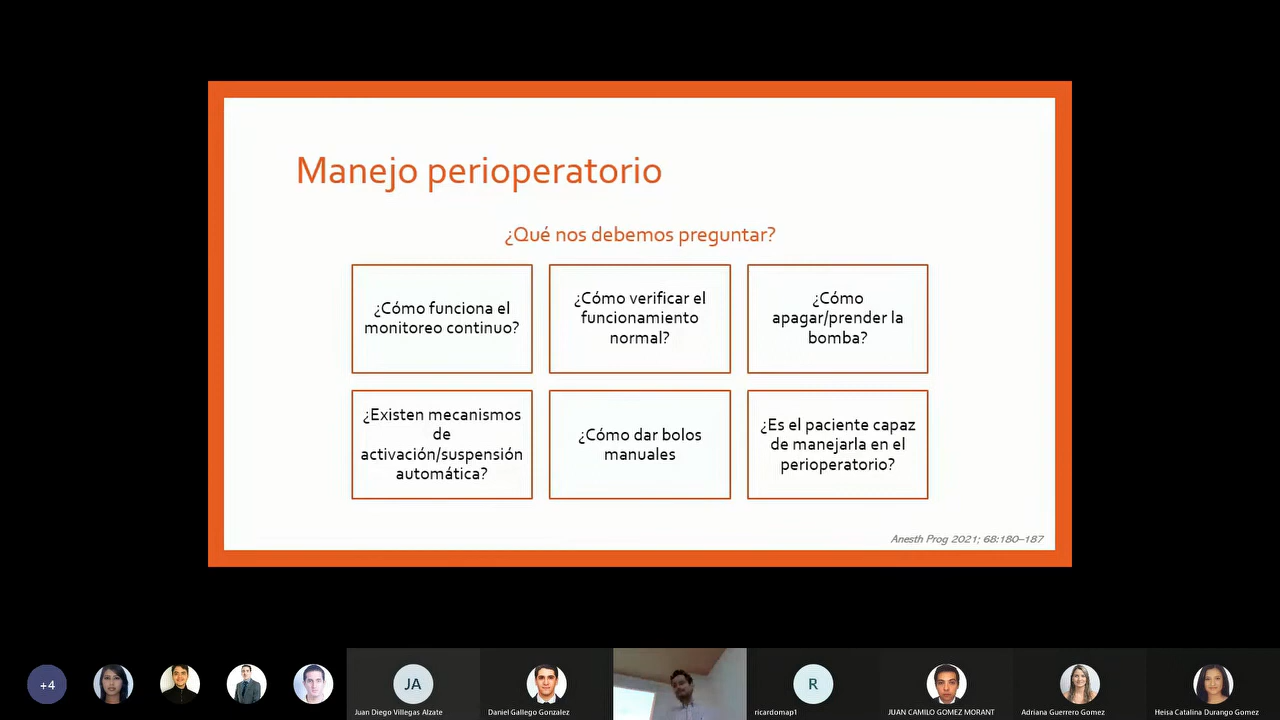 Manejo perioperatorio
¿Qué nos debemos preguntar?
¿Cómo funciona el
monitoreo continuo?
¿Cómo verificar el
funcionamiento
normal?
¿Cómo
apagar/prender la
bomba?
¿Existen mecanismos
de
activación/suspensión
automática?
¿Cómo dar bolos
manuales
¿Es el paciente capaz
de manejarla en el
perioperatorio?
Anesth Prog 2021; 68:180–187
+4
JA
R
Juan Diego Villegas Alzate
Daniel Gallego Gonzalez
ricardomap1
JUAN CAMILO GOMEZ MORANT
Adriana Guerrero Gomez
Heisa Catalina Durango Gomez